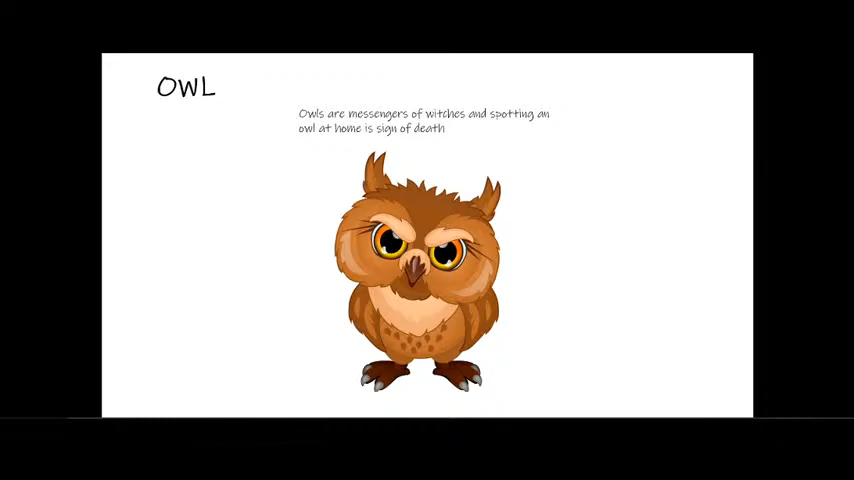 OWL
Owls are messengers of witches and spotting an
owl at home is sign of death